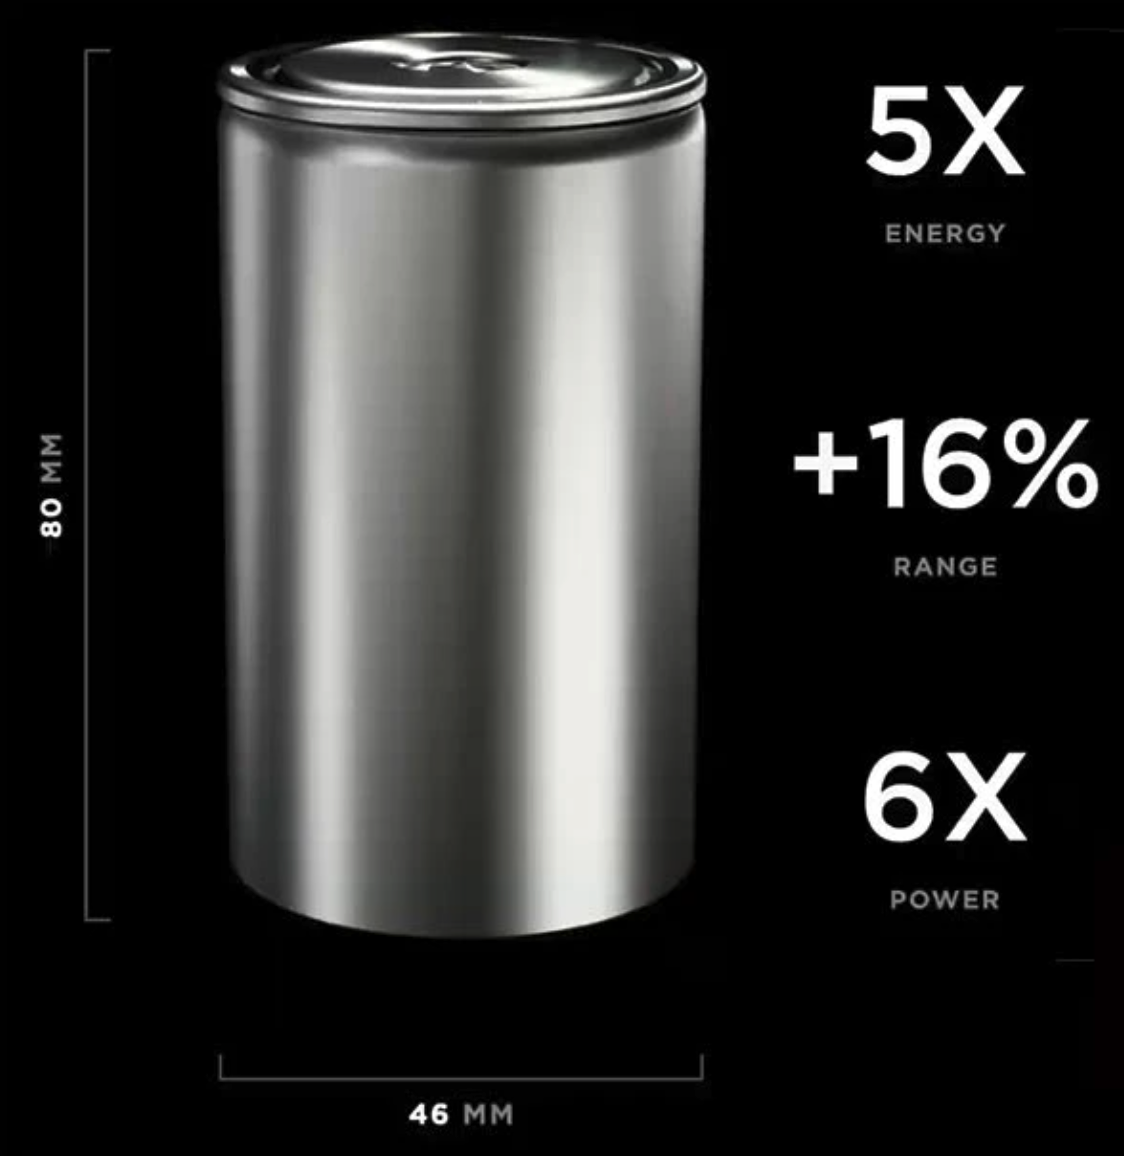 5X
ENERGY
+16%
RANGE
6X
POWER
80 MM
46 MM